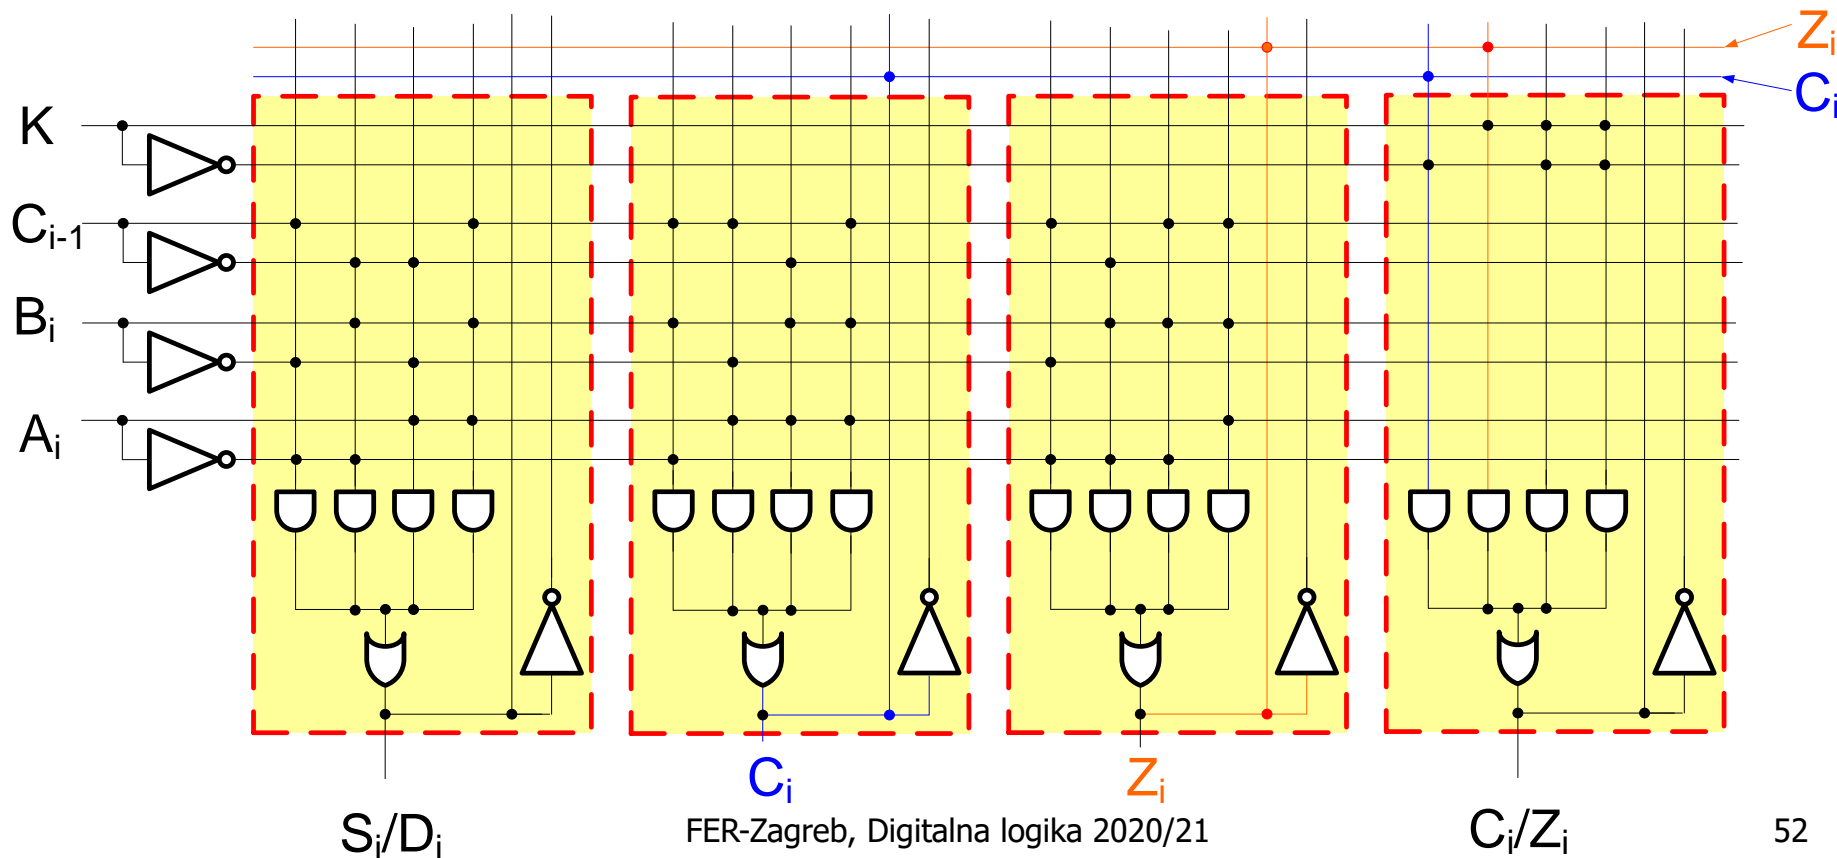 Zᵢ
Cᵢ
K
Cᵢ₋₁
Bᵢ
Aᵢ
Cᵢ
Zᵢ
Sᵢ/Dᵢ
FER-Zagreb, Digitalna logika 2020/21
Cᵢ/Zᵢ
52